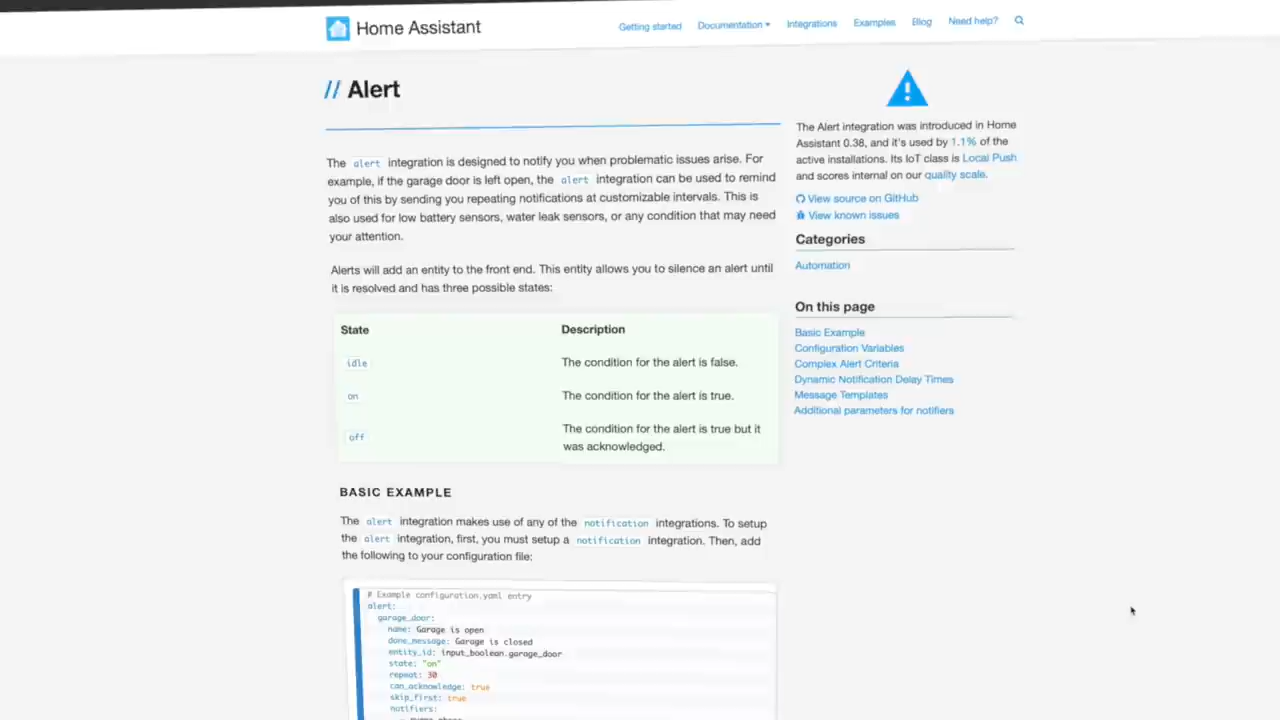 Home Assistant
Getting started
Documentation
Integrations
Examples
Blog
Need help?
// Alert
The alert integration is designed to notify you when problematic issues arise. For
example, if the garage door is left open, the alert integration can be used to remind
you of this by sending you repeating notifications at customizable intervals. This is
also used for low battery sensors, water leak sensors, or any condition that may need
your attention.
Alerts will add an entity to the front end. This entity allows you to silence an alert until
it is resolved and has three possible states:
State Description
idle The condition for the alert is false.
on The condition for the alert is true.
off The condition for the alert is true but it
was acknowledged.
BASIC EXAMPLE
The alert integration makes use of any of the notification integrations. To setup
the alert integration, first, you must setup a notification integration. Then, add
the following to your configuration file:
# Example configuration.yaml entry
alert:
garage_door:
name: Garage is open
done_message: Garage is closed
entity_id: input_boolean.garage_door
state: "on"
repeat: 30
can_acknowledge: true
skip_first: true
notifiers:
The Alert integration was introduced in Home
Assistant 0.38, and it's used by 1.1% of the
active installations. Its IoT class is Local Push
and scores internal on our quality scale.
View source on GitHub
View known issues
Categories
Automation
On this page
Basic Example
Configuration Variables
Complex Alert Criteria
Dynamic Notification Delay Times
Message Templates
Additional parameters for notifiers